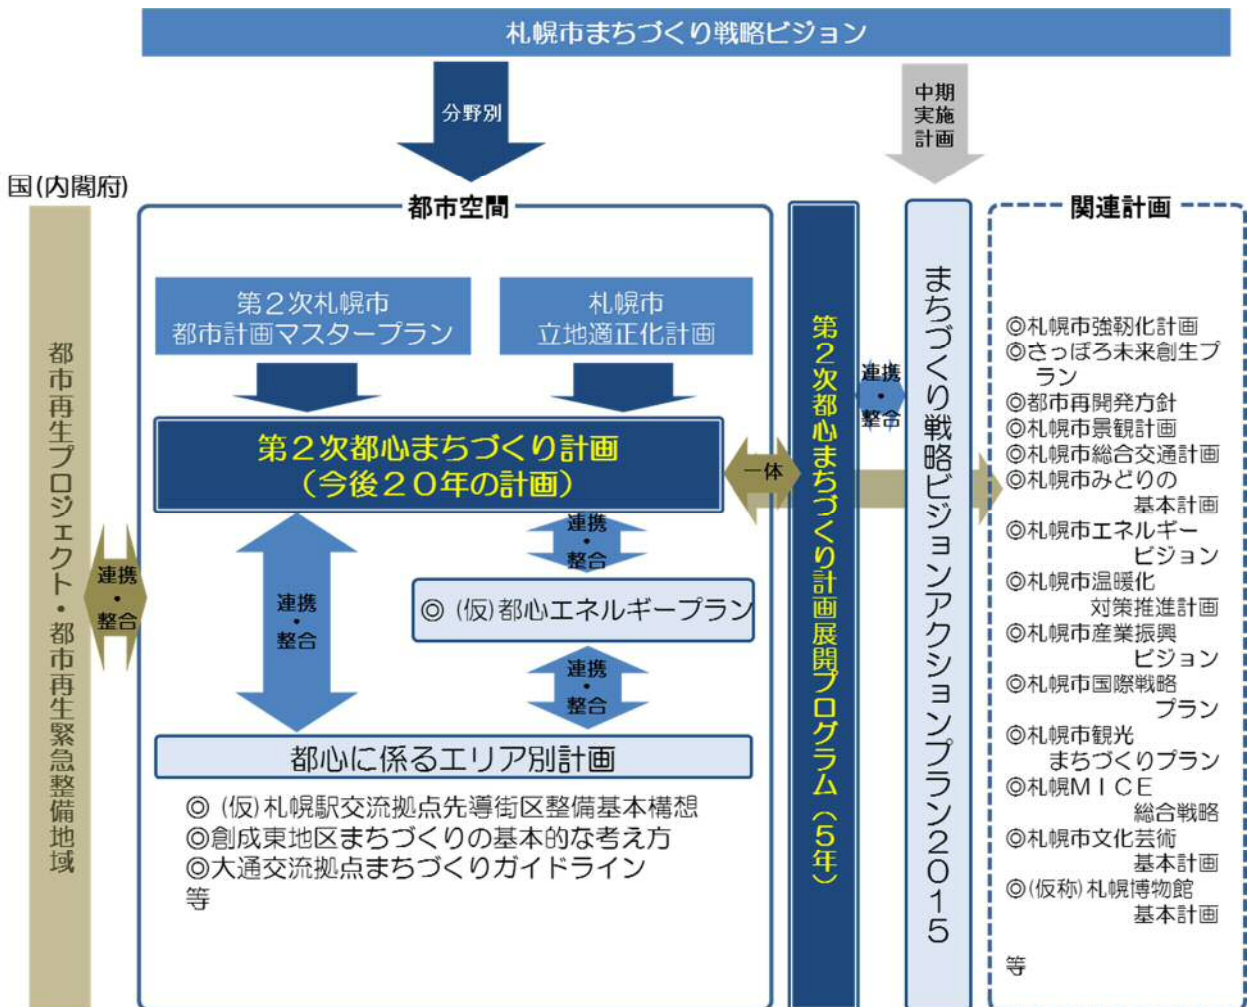 札幌市まちづくり戦略ビジョン
分野別
中期
実施
計画
国(内閣府)
都市再生プロジェクト・都市再生緊急整備地域
連携
・
整合
都市空間
第２次札幌市
都市計画マスタープラン
札幌市
立地適正化計画
第２次都心まちづくり計画
（今後２０年の計画）
一体
連携
・
整合
連携
・
整合
◎（仮）都心エネルギープラン
連携
・
整合
都心に係るエリア別計画
◎（仮）札幌駅交流拠点先導街区整備基本構想
◎創成東地区まちづくりの基本的な考え方
◎大通交流拠点まちづくりガイドライン
等
第２次都心まちづくり計画展開プログラム（５年）
連携
・
整合
まちづくり戦略ビジョンアクションプラン２０１５
関連計画
◎札幌市強靱化計画
◎さっぽろ未来創生プ
ラン
◎都市再開発方針
◎札幌市景観計画
◎札幌市総合交通計画
◎札幌市みどりの
基本計画
◎札幌市エネルギー
ビジョン
◎札幌市温暖化
対策推進計画
◎札幌市産業振興
ビジョン
◎札幌市国際戦略
プラン
◎札幌市観光
まちづくりプラン
◎札幌ＭＩＣＥ
総合戦略
◎札幌市文化芸術
基本計画
◎(仮称)札幌博物館
基本計画
等